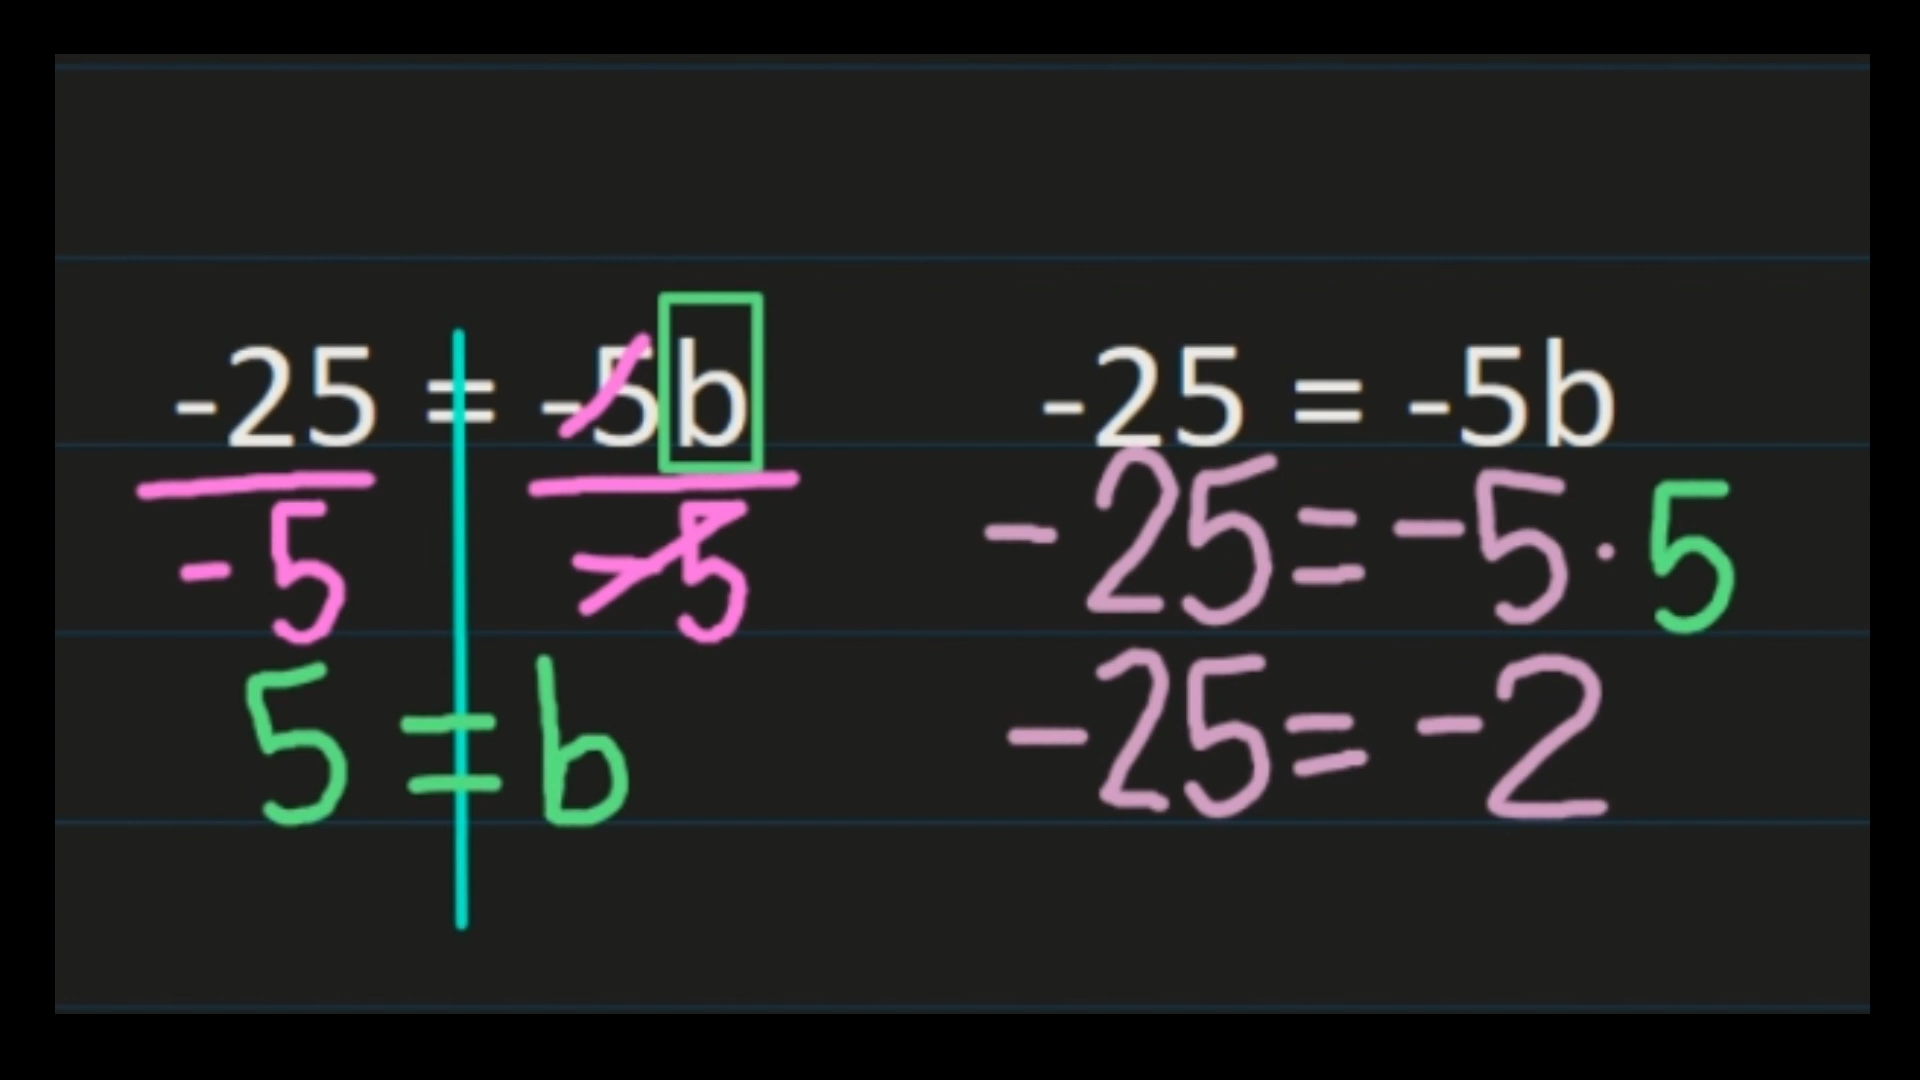 -25 = -5b
-5 -5
5 = b
-25 = -5b
-25 = -5 · 5
-25 = -2